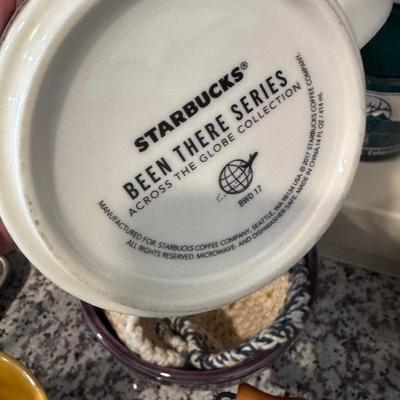 STARBUCKS®
BEEN THERE SERIES
ACROSS THE GLOBE COLLECTION
BWD 17
MANUFACTURED FOR: STARBUCKS COFFEE COMPANY, SEATTLE, WA 98134 USA. © 2017 STARBUCKS COFFEE COMPANY.
ALL RIGHTS RESERVED. MICROWAVE- AND DISHWASHER-SAFE. MADE IN CHINA. 14 FL OZ / 414 mL